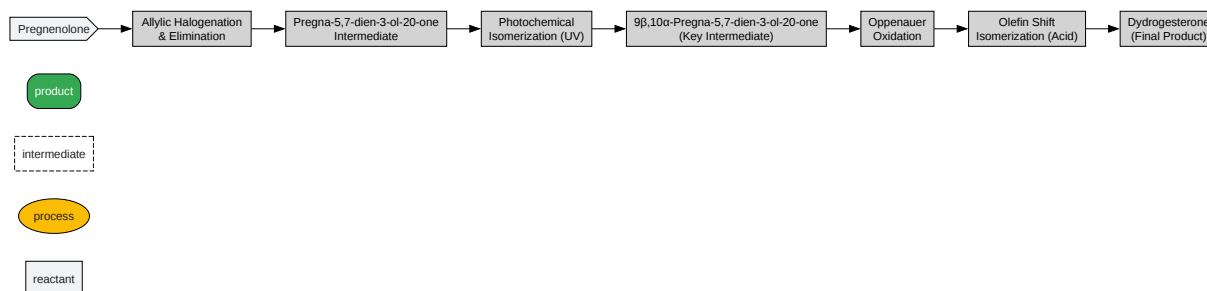 Pregnenolone
Allylic Halogenation
& Elimination
Pregna-5,7-dien-3-ol-20-one
Intermediate
Photochemical
Isomerization (UV)
9β,10α-Pregna-5,7-dien-3-ol-20-one
(Key Intermediate)
Oppenauer
Oxidation
Olefin Shift
Isomerization (Acid)
Dydrogesterone
(Final Product)
product
intermediate
process
reactant